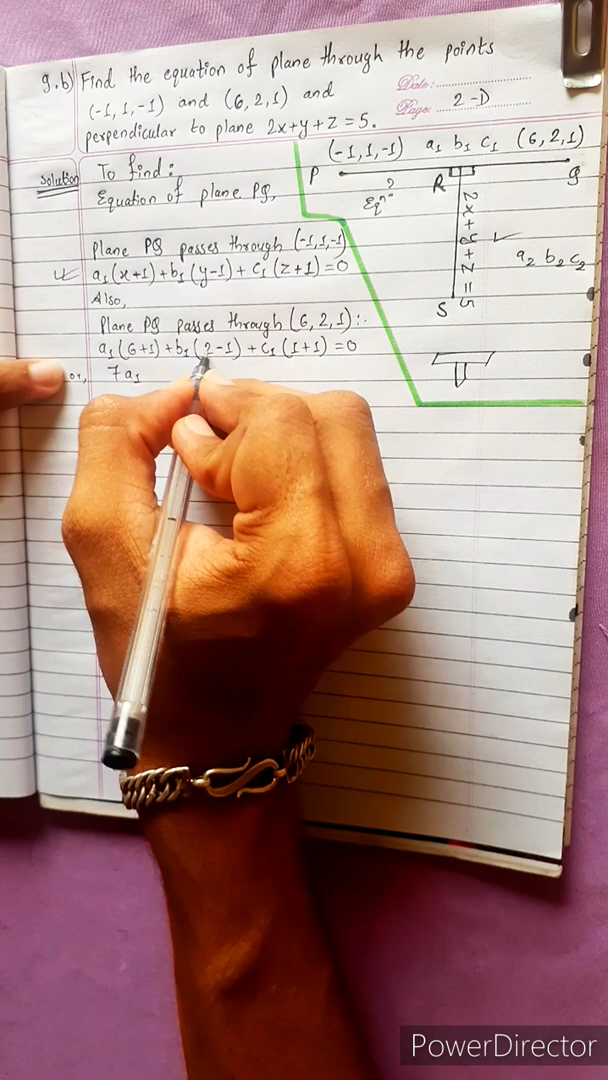 9.b) Find the equation of plane through the points
(-1, 1, -1) and (6, 2, 1) and
perpendicular to plane 2x+y+z=5.
Date:
Page: 2-D
Solution
To find:
Equation of plane PQ,
Plane PQ passes through (-1,1,-1)
a₁(x+1)+b₁(y-1)+c₁(z+1)=0
Also,
Plane PQ passes through (6,2,1):-
a₁(6+1)+b₁(2-1)+c₁(1+1)=0
or, 7a₁
(-1,1,-1) a₁ b₁ c₁ (6,2,1)
P R Q
?
Eqⁿ
2x+y+z=5
a₂ b₂ c₂
S
PowerDirector